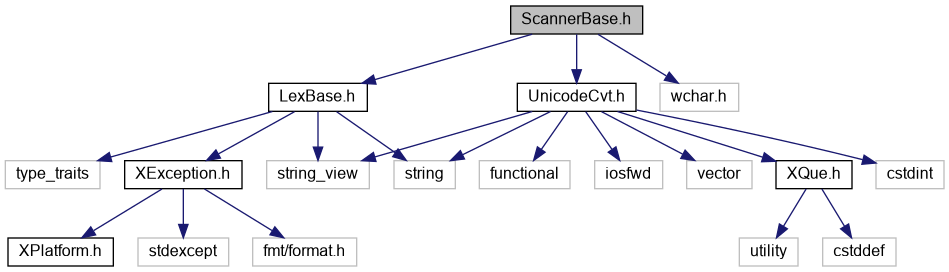 ScannerBase.h
LexBase.h
UnicodeCvt.h
wchar.h
type_traits
XException.h
string_view
string
functional
iosfwd
vector
XQue.h
cstdint
XPlatform.h
stdexcept
fmt/format.h
utility
cstddef